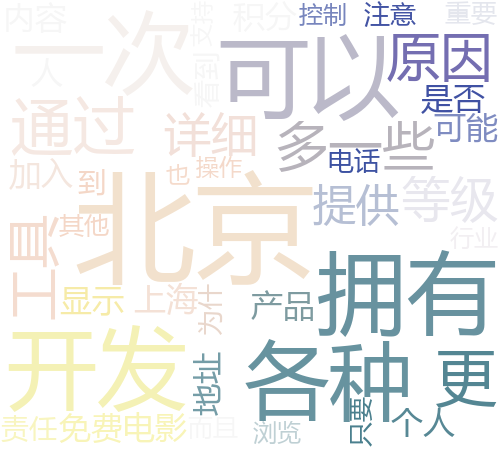 内容
一次
支持
积分
控制
注意
重要
人
看到
可以
原因
是否
可能
通过
详细
多一些
电话
加入
到
也
操作
提供
等级
工具
其他
北京
行业
显示
上海
为什
产品
拥有
开发
地址
各种
更
责任
免费
电影
而且
浏览
只要
个人